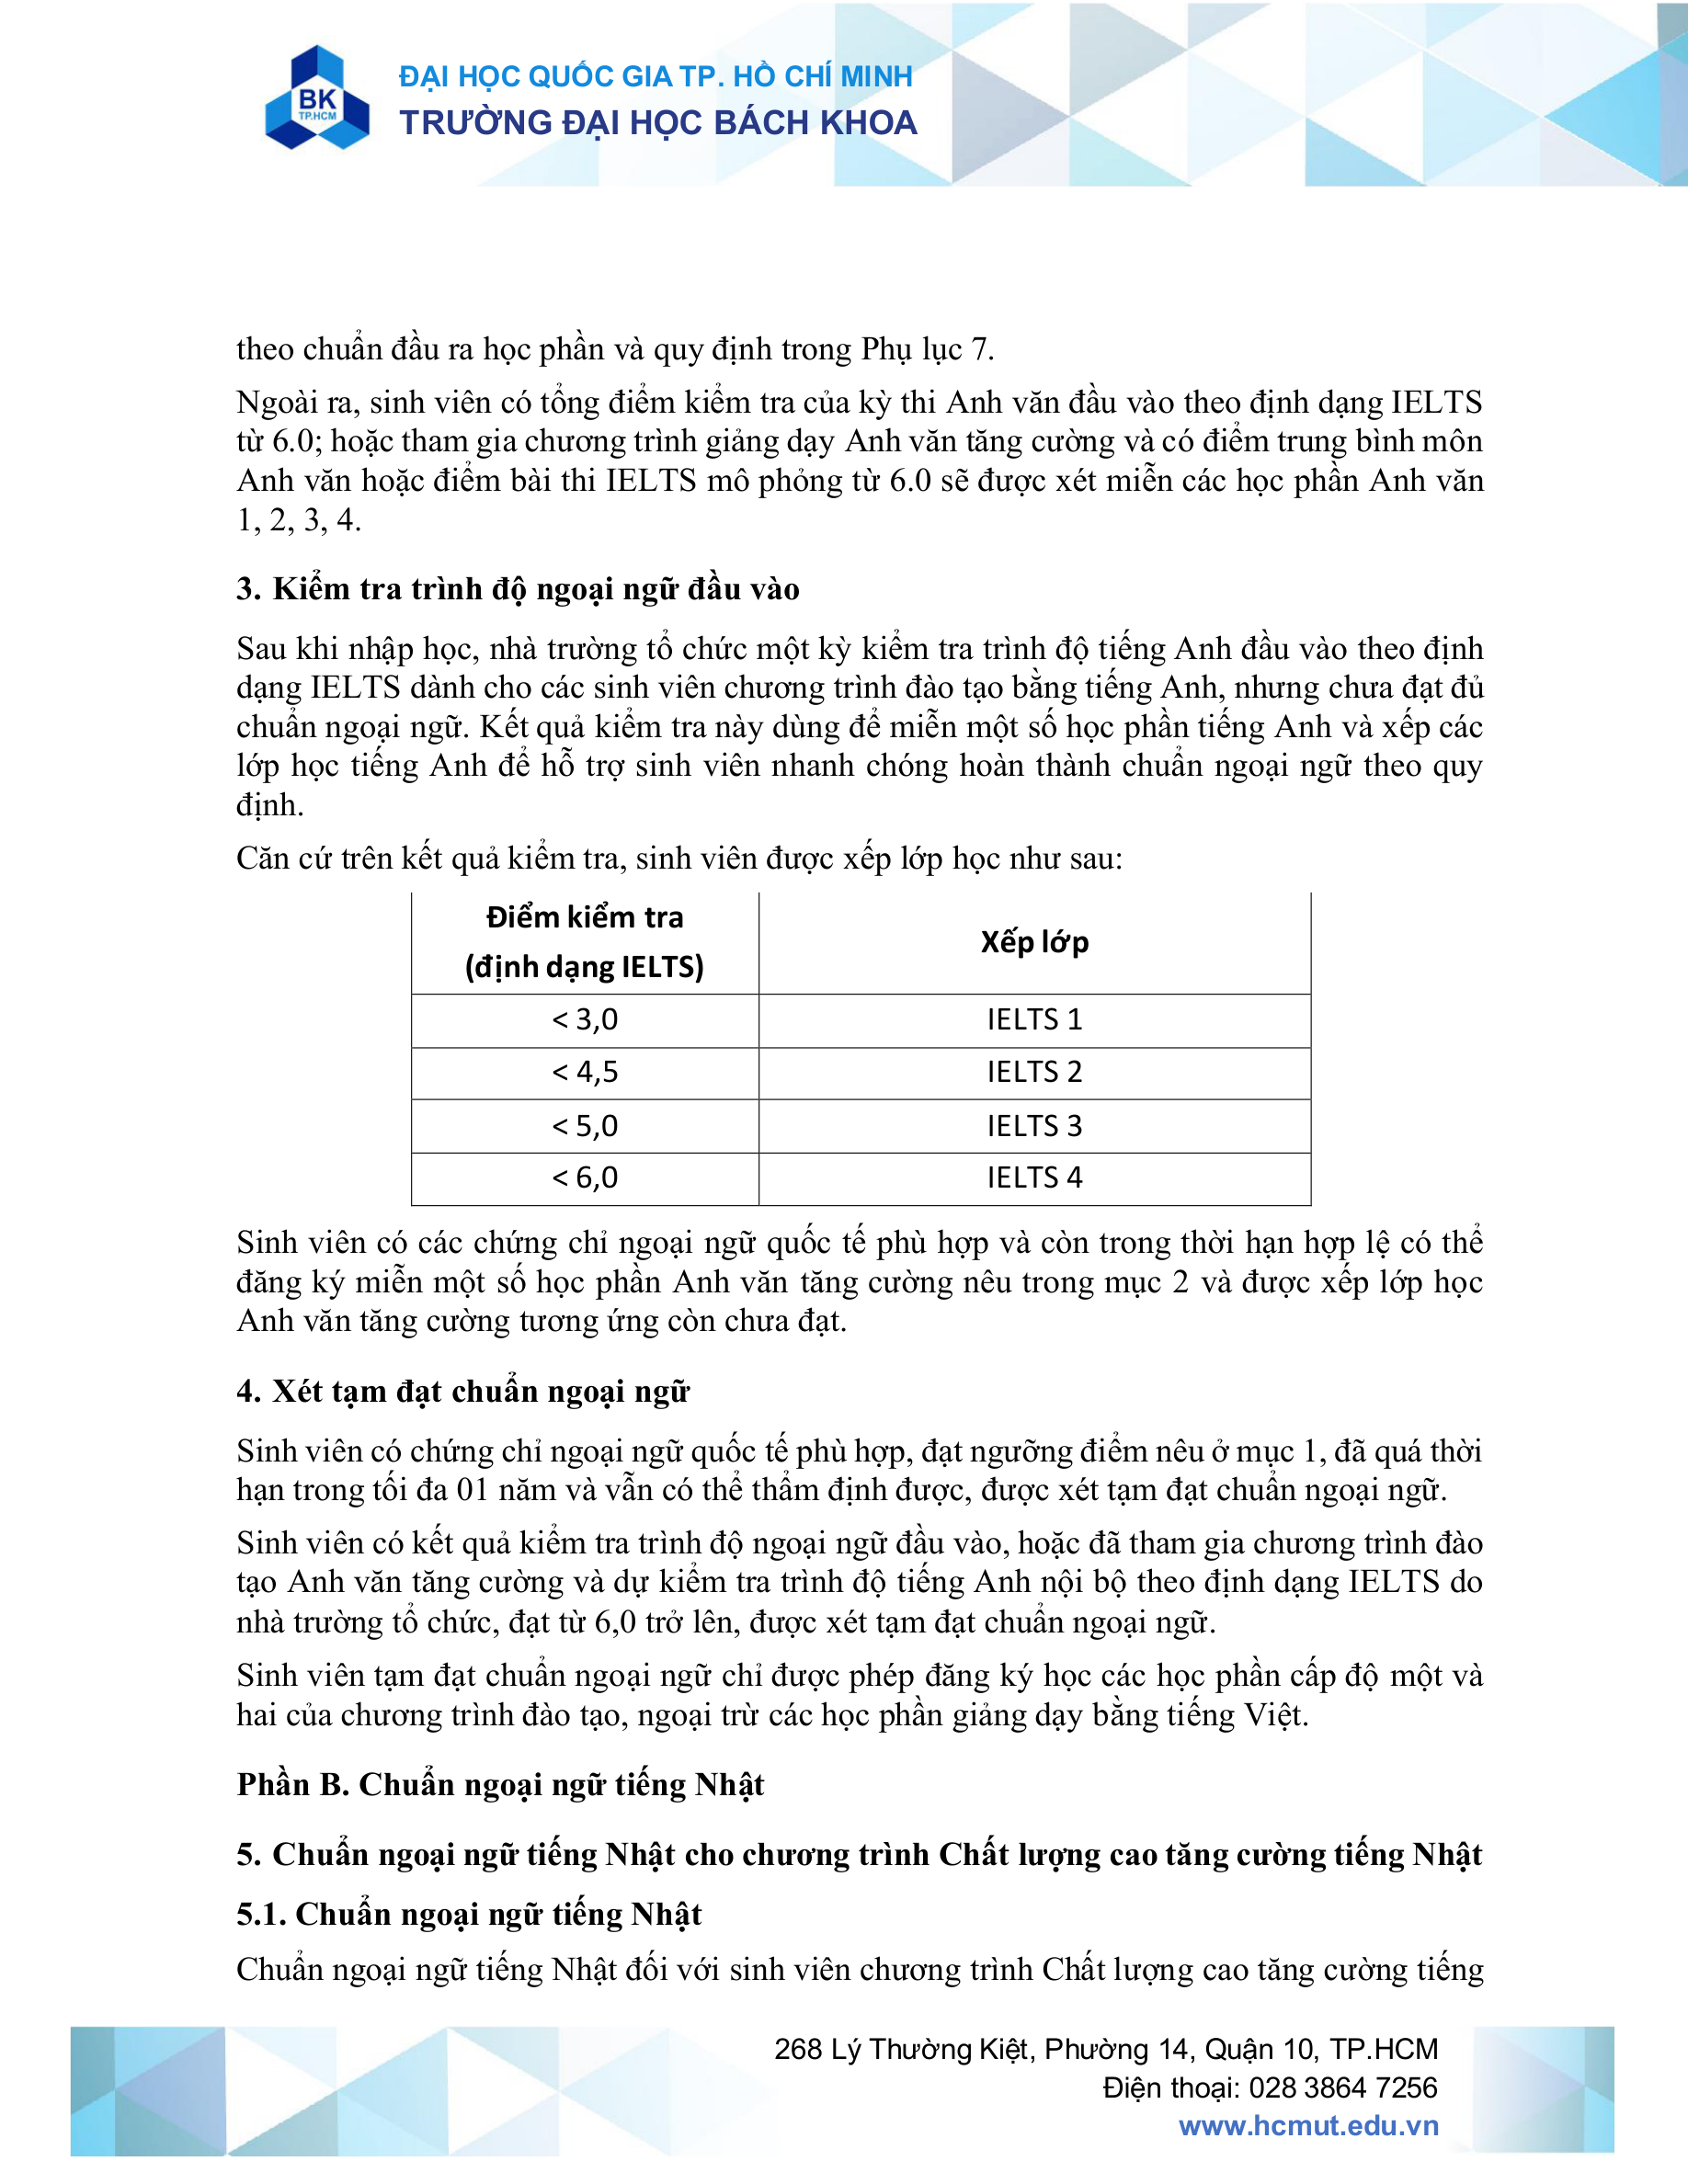 BK
TP.HCM
ĐẠI HỌC QUỐC GIA TP. HỒ CHÍ MINH
TRƯỜNG ĐẠI HỌC BÁCH KHOA
theo chuẩn đầu ra học phần và quy định trong Phụ lục 7.
Ngoài ra, sinh viên có tổng điểm kiểm tra của kỳ thi Anh văn đầu vào theo định dạng IELTS
từ 6.0; hoặc tham gia chương trình giảng dạy Anh văn tăng cường và có điểm trung bình môn
Anh văn hoặc điểm bài thi IELTS mô phỏng từ 6.0 sẽ được xét miễn các học phần Anh văn
1, 2, 3, 4.
3. Kiểm tra trình độ ngoại ngữ đầu vào
Sau khi nhập học, nhà trường tổ chức một kỳ kiểm tra trình độ tiếng Anh đầu vào theo định
dạng IELTS dành cho các sinh viên chương trình đào tạo bằng tiếng Anh, nhưng chưa đạt đủ
chuẩn ngoại ngữ. Kết quả kiểm tra này dùng để miễn một số học phần tiếng Anh và xếp các
lớp học tiếng Anh để hỗ trợ sinh viên nhanh chóng hoàn thành chuẩn ngoại ngữ theo quy
định.
Căn cứ trên kết quả kiểm tra, sinh viên được xếp lớp học như sau:
Điểm kiểm tra
(định dạng IELTS)
Xếp lớp
< 3,0 IELTS 1
< 4,5 IELTS 2
< 5,0 IELTS 3
< 6,0 IELTS 4
Sinh viên có các chứng chỉ ngoại ngữ quốc tế phù hợp và còn trong thời hạn hợp lệ có thể
đăng ký miễn một số học phần Anh văn tăng cường nêu trong mục 2 và được xếp lớp học
Anh văn tăng cường tương ứng còn chưa đạt.
4. Xét tạm đạt chuẩn ngoại ngữ
Sinh viên có chứng chỉ ngoại ngữ quốc tế phù hợp, đạt ngưỡng điểm nêu ở mục 1, đã quá thời
hạn trong tối đa 01 năm và vẫn có thể thẩm định được, được xét tạm đạt chuẩn ngoại ngữ.
Sinh viên có kết quả kiểm tra trình độ ngoại ngữ đầu vào, hoặc đã tham gia chương trình đào
tạo Anh văn tăng cường và dự kiểm tra trình độ tiếng Anh nội bộ theo định dạng IELTS do
nhà trường tổ chức, đạt từ 6,0 trở lên, được xét tạm đạt chuẩn ngoại ngữ.
Sinh viên tạm đạt chuẩn ngoại ngữ chỉ được phép đăng ký học các học phần cấp độ một và
hai của chương trình đào tạo, ngoại trừ các học phần giảng dạy bằng tiếng Việt.
Phần B. Chuẩn ngoại ngữ tiếng Nhật
5. Chuẩn ngoại ngữ tiếng Nhật cho chương trình Chất lượng cao tăng cường tiếng Nhật
5.1. Chuẩn ngoại ngữ tiếng Nhật
Chuẩn ngoại ngữ tiếng Nhật đối với sinh viên chương trình Chất lượng cao tăng cường tiếng
268 Lý Thường Kiệt, Phường 14, Quận 10, TP.HCM
Điện thoại: 028 3864 7256
www.hcmut.edu.vn